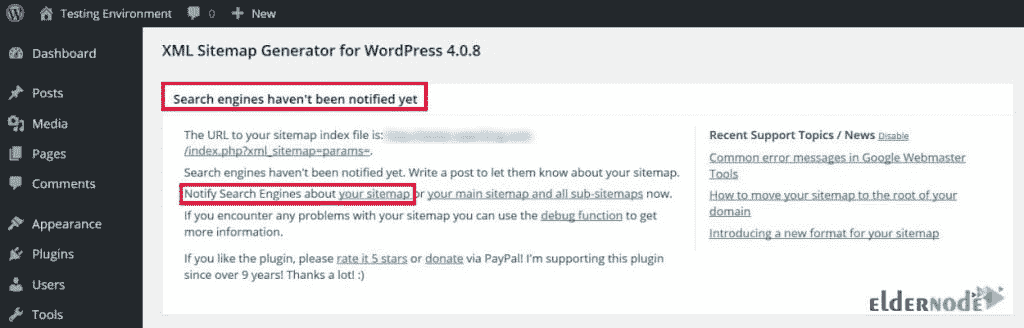 Testing Environment 0 + New
Dashboard
Posts
Media
Pages
Comments
Appearance
Plugins
Users
Tools
XML Sitemap Generator for WordPress 4.0.8
Search engines haven't been notified yet
The URL to your sitemap index file is:
/index.php?xml_sitemap=params=.
Search engines haven't been notified yet. Write a post to let them know about your sitemap.
Notify Search Engines about your sitemap or your main sitemap and all sub-sitemaps now.
If you encounter any problems with your sitemap you can use the debug function to get
more information.
If you like the plugin, please rate it 5 stars or donate via PayPal! I'm supporting this plugin
since over 9 years! Thanks a lot! :)
Recent Support Topics / News Disable
Common error messages in Google Webmaster
Tools
How to move your sitemap to the root of your
domain
Introducing a new format for your sitemap
ELDERNODE